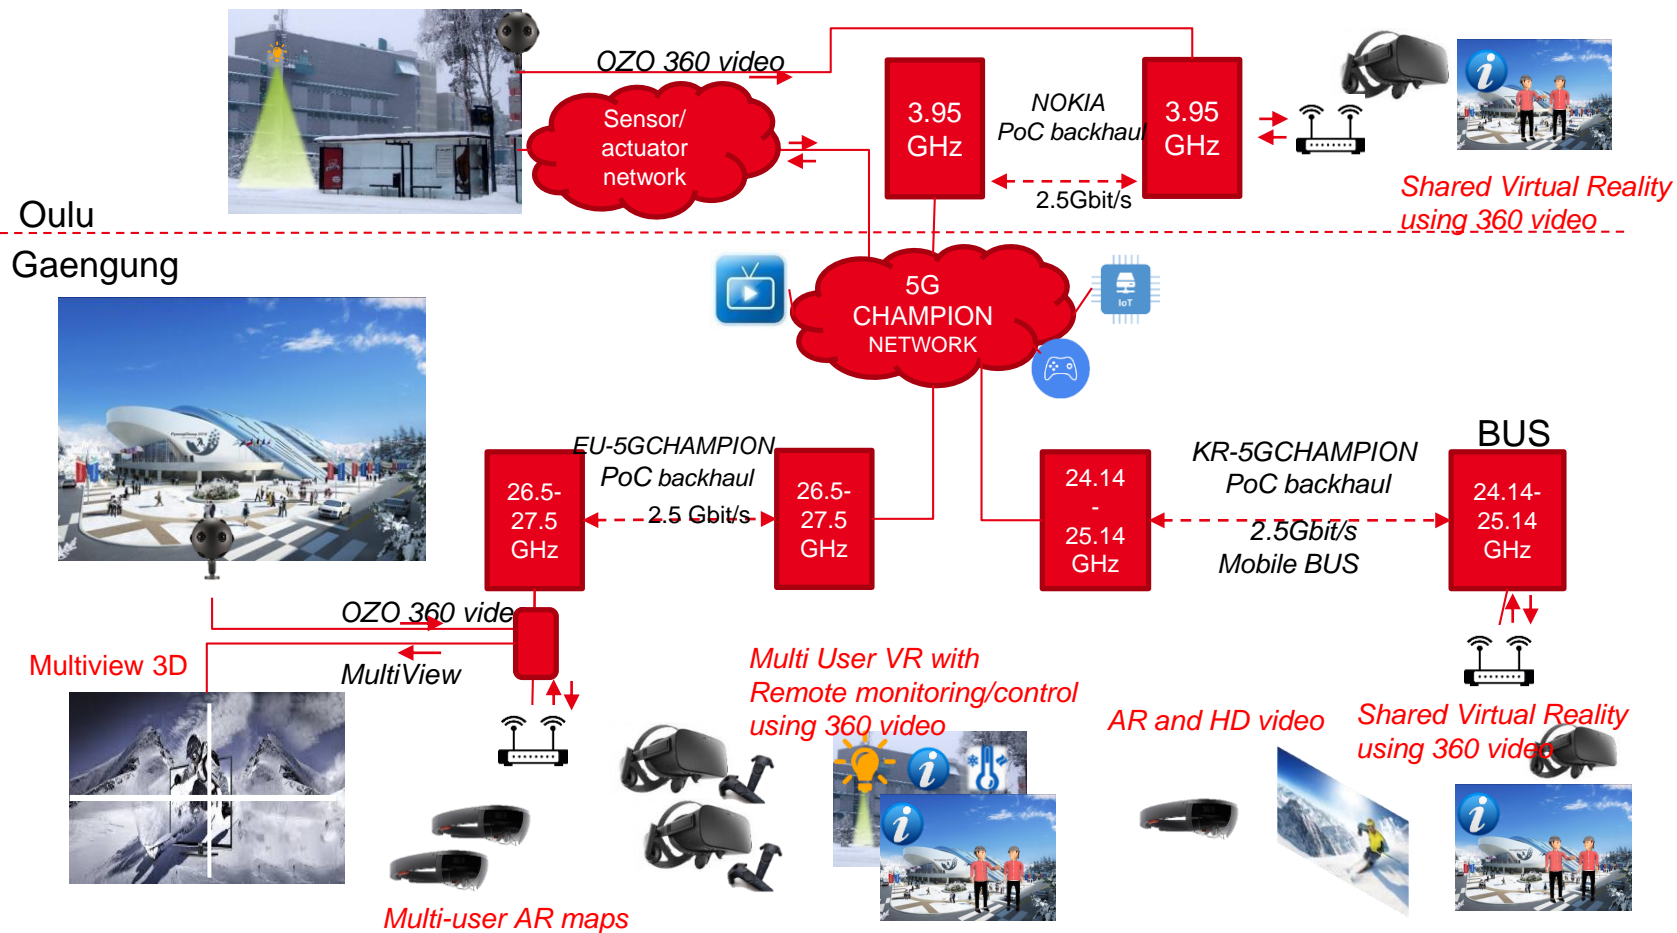 OZO 360 video
Sensor/
actuator
network
3.95
GHz
NOKIA
PoC backhaul
2.5Gbit/s
3.95
GHz
Shared Virtual Reality
using 360 video
Oulu
Gaengung
5G
CHAMPION
NETWORK
IoT
EU-5GCHAMPION
PoC backhaul
2.5 Gbit/s
26.5-
27.5
GHz
26.5-
27.5
GHz
24.14
-
25.14
GHz
KR-5GCHAMPION
PoC backhaul
2.5Gbit/s
Mobile BUS
BUS
24.14-
25.14
GHz
OZO 360 vide
MultiView
Multiview 3D
Multi User VR with
Remote monitoring/control
using 360 video
AR and HD video
Shared Virtual Reality
using 360 video
Multi-user AR maps